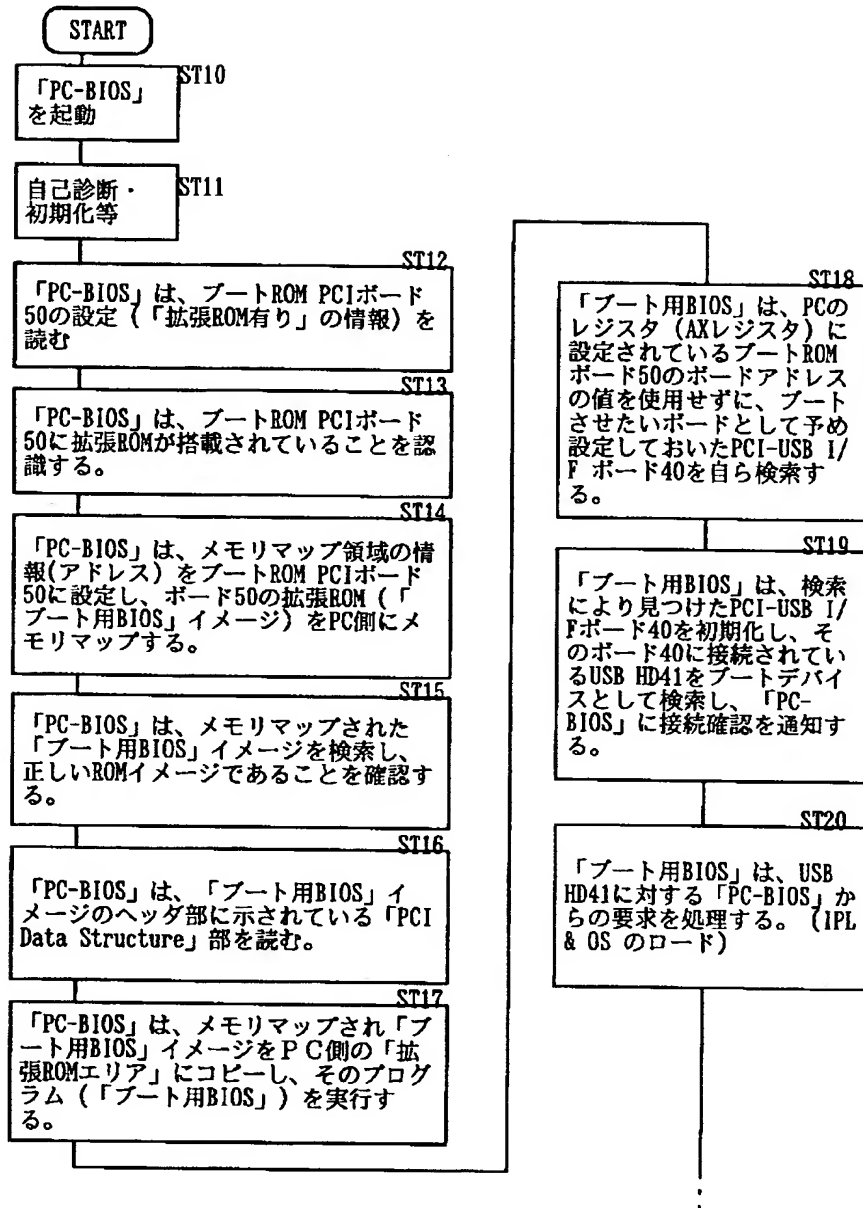 START
ST10
「PC-BIOS」
を起動
ST11
自己診断・
初期化等
ST12
「PC-BIOS」は、ブートROM PCIボード
50の設定(「拡張ROM有り」の情報)を
読む
ST13
「PC-BIOS」は、ブートROM PCIボード
50に拡張ROMが搭載されていることを認
識する。
ST14
「PC-BIOS」は、メモリマップ領域の情
報(アドレス)をブートROM PCIボード
50に設定し、ボード50の拡張ROM(「
ブート用BIOS」イメージ)をPC側にメ
モリマップする。
ST15
「PC-BIOS」は、メモリマップされた
「ブート用BIOS」イメージを検索し、
正しいROMイメージであることを確認す
る。
ST16
「PC-BIOS」は、「ブート用BIOS」イ
メージのヘッダ部に示されている「PCI
Data Structure」部を読む。
ST17
「PC-BIOS」は、メモリマップされ「ブ
ート用BIOS」イメージをPC側の「拡
張ROMエリア」にコピーし、そのプログ
ラム(「ブート用BIOS」)を実行す
る。
ST18
「ブート用BIOS」は、PCの
レジスタ(AXレジスタ)に
設定されているブートROM
ボード50のボードアドレス
の値を使用せずに、ブート
させたいボードとして予め
設定しておいたPCI-USB I/
F ボード40を自ら検索す
る。
ST19
「ブート用BIOS」は、検索
により見つけたPCI-USB I/
Fボード40を初期化し、そ
のボード40に接続されてい
るUSB HD41をブートデバイ
スとして検索し、「PC-
BIOS」に接続確認を通知す
る。
ST20
「ブート用BIOS」は、USB
HD41に対する「PC-BIOS」か
らの要求を処理する。(IPL
& OS のロード)